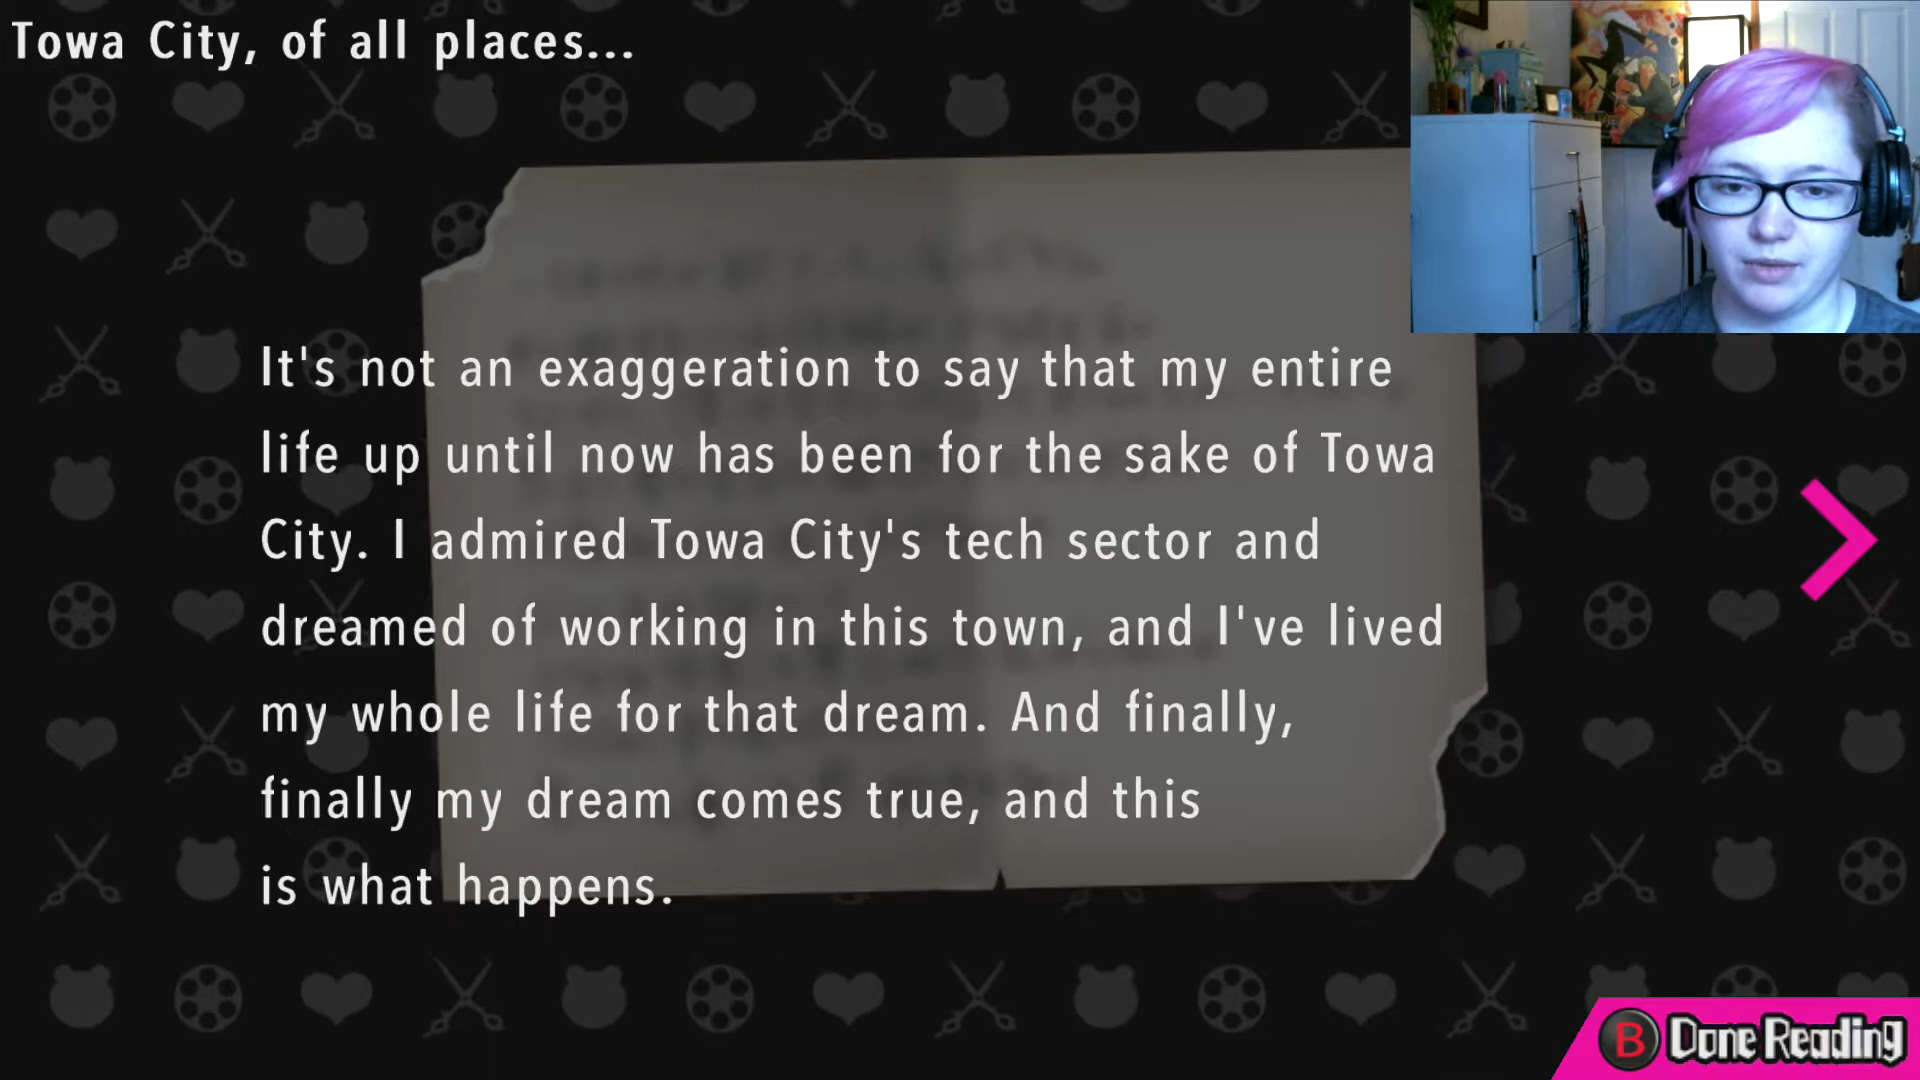 Towa City, of all places...
It's not an exaggeration to say that my entire
life up until now has been for the sake of Towa
City. I admired Towa City's tech sector and
dreamed of working in this town, and I've lived
my whole life for that dream. And finally,
finally my dream comes true, and this
is what happens.
B Done Reading